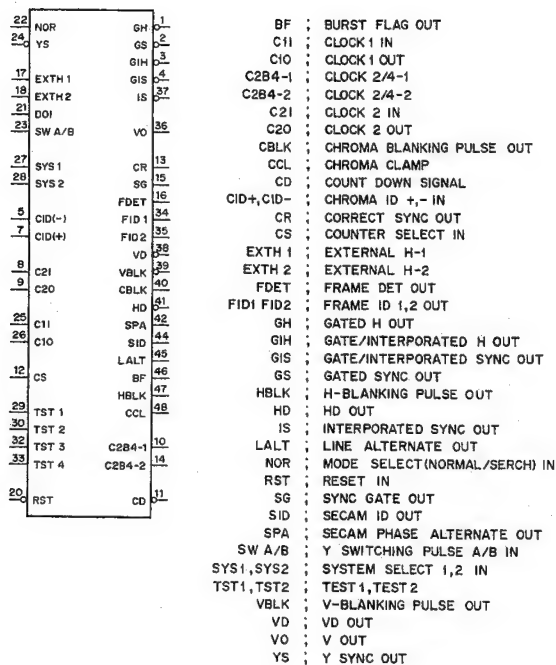 22 NOR GH 1
24 YS GS 2
GIH 3
17 EXTH 1 GIS 4
18 EXTH 2 IS 37
21 DOI
23 SW A/B VO 36
27 SYS 1 CR 13
28 SYS 2 SG 15
FDET 16
5 CID(-) FID 1 34
7 CID(+) FID 2 35
VD 38
8 C2I VBLK 39
9 C2O CBLK 40
HD 41
25 C1I SPA 42
26 C1O SID 44
LALT 45
12 CS BF 46
HBLK 47
29 TST 1 CCL 48
30 TST 2
32 TST 3 C2B4-1 10
33 TST 4 C2B4-2 14
20 RST CD 11
BF ; BURST FLAG OUT
C1I ; CLOCK 1 IN
C1O ; CLOCK 1 OUT
C2B4-1 ; CLOCK 2/4-1
C2B4-2 ; CLOCK 2/4-2
C2I ; CLOCK 2 IN
C2O ; CLOCK 2 OUT
CBLK ; CHROMA BLANKING PULSE OUT
CCL ; CHROMA CLAMP
CD ; COUNT DOWN SIGNAL
CID+,CID- ; CHROMA ID +,- IN
CR ; CORRECT SYNC OUT
CS ; COUNTER SELECT IN
EXTH 1 ; EXTERNAL H-1
EXTH 2 ; EXTERNAL H-2
FDET ; FRAME DET OUT
FID1 FID2 ; FRAME ID 1,2 OUT
GH ; GATED H OUT
GIH ; GATE/INTERPORATED H OUT
GIS ; GATE/INTERPORATED SYNC OUT
GS ; GATED SYNC OUT
HBLK ; H-BLANKING PULSE OUT
HD ; HD OUT
IS ; INTERPORATED SYNC OUT
LALT ; LINE ALTERNATE OUT
NOR ; MODE SELECT(NORMAL/SERCH) IN
RST ; RESET IN
SG ; SYNC GATE OUT
SID ; SECAM ID OUT
SPA ; SECAM PHASE ALTERNATE OUT
SW A/B ; Y SWITCHING PULSE A/B IN
SYS1,SYS2 ; SYSTEM SELECT 1,2 IN
TST1,TST2 ; TEST 1,TEST 2
VBLK ; V-BLANKING PULSE OUT
VD ; VD OUT
VO ; V OUT
YS ; Y SYNC OUT